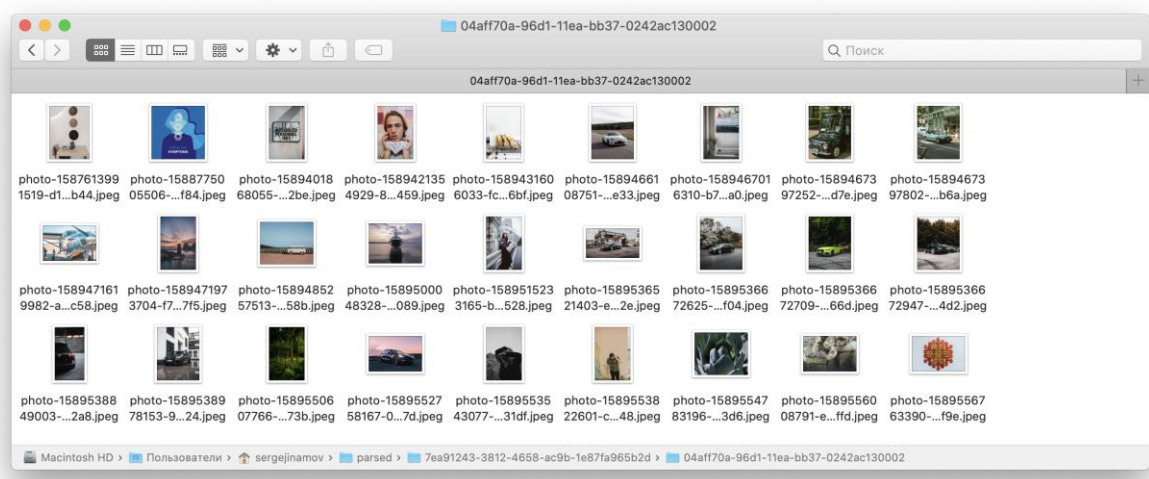 04aff70a-96d1-11ea-bb37-0242ac130002
Поиск
04aff70a-96d1-11ea-bb37-0242ac130002
photo-158761399 photo-15887750 photo-15894018 photo-158942135 photo-158943160 photo-15894661 photo-158946701 photo-15894673 photo-15894673
1519-d1...b44.jpeg 05506-...f84.jpeg 68055-...2be.jpeg 4929-8...459.jpeg 6033-fc...6bf.jpeg 08751-...e33.jpeg 6310-b7...a0.jpeg 97252-...d7e.jpeg 97802-...b6a.jpeg
photo-158947161 photo-158947197 photo-15894852 photo-15895000 photo-158951523 photo-15895365 photo-15895366 photo-15895366 photo-15895366
9982-a...c58.jpeg 3704-f7...7f5.jpeg 57513-...58b.jpeg 48328-...089.jpeg 3165-b...528.jpeg 21403-e...2e.jpeg 72625-...f04.jpeg 72709-...66d.jpeg 72947-...4d2.jpeg
photo-15895388 photo-15895389 photo-15895506 photo-15895527 photo-15895535 photo-15895538 photo-15895547 photo-15895560 photo-15895567
49003-...2a8.jpeg 78153-9...24.jpeg 07766-...73b.jpeg 58167-0...7d.jpeg 43077-...31df.jpeg 22601-c...48.jpeg 83196-...3d6.jpeg 08791-e...ffd.jpeg 63390-...f9e.jpeg
Macintosh HD › Пользователи › sergejinamov › parsed › 7ea91243-3812-4658-ac9b-1e87fa965b2d › 04aff70a-96d1-11ea-bb37-0242ac130002